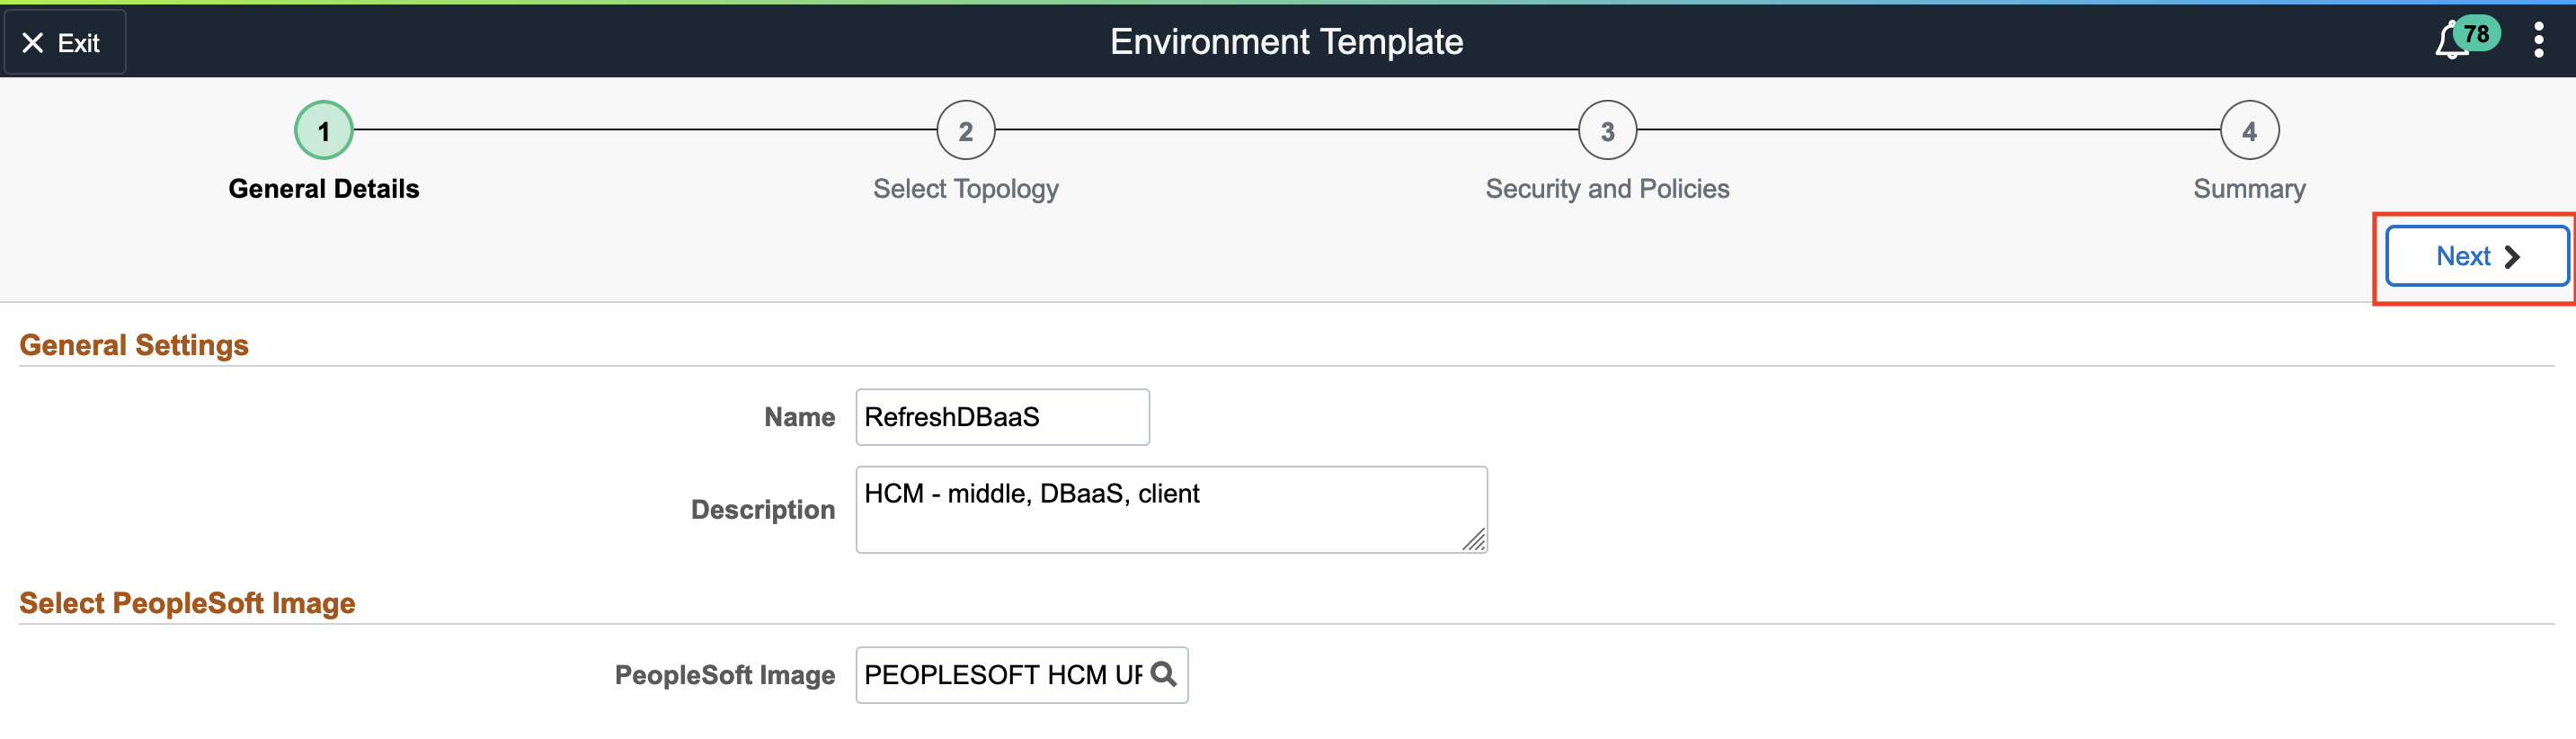 Exit
Environment Template
78
1
2
3
4
General Details
Select Topology
Security and Policies
Summary
Next
General Settings
Name
RefreshDBaaS
Description
HCM - middle, DBaaS, client
Select PeopleSoft Image
PeopleSoft Image
PEOPLESOFT HCM